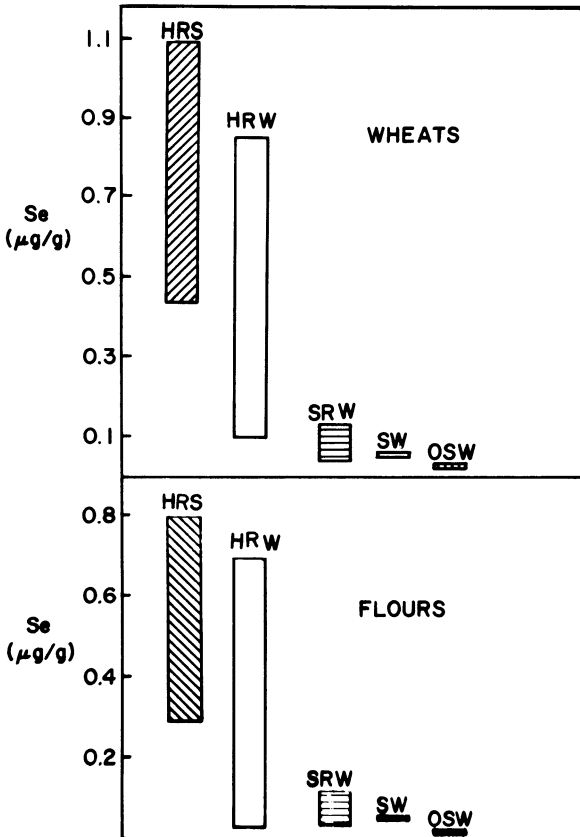 1.1
HRS
0.9
HRW
WHEATS
0.7
Se
(μg/g)
0.5
0.3
SRW
0.1
SW
OSW
0.8
HRS
HRW
0.6
FLOURS
Se
(μg/g)
0.4
0.2
SRW
SW
OSW